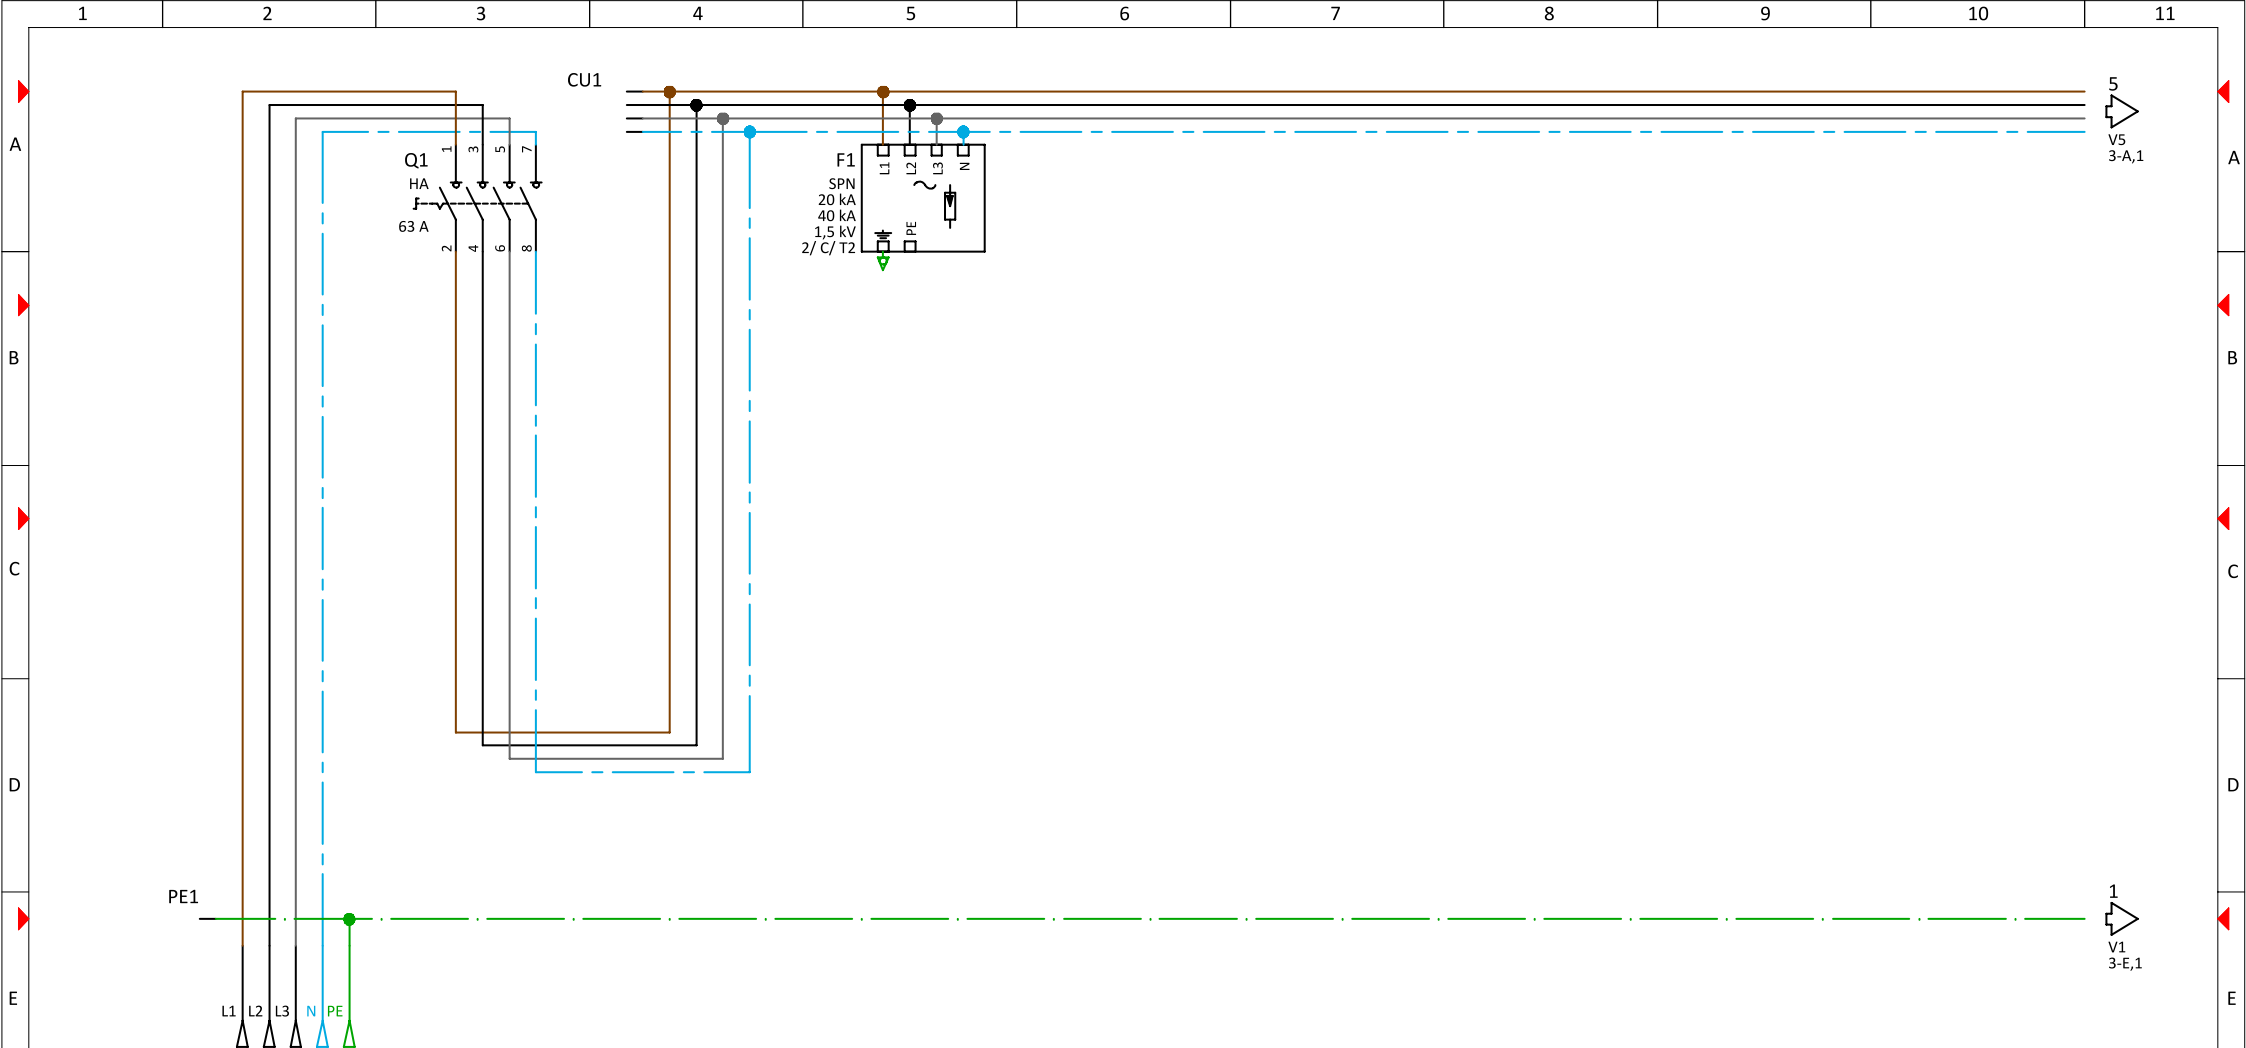 1 2 3 4 5 6 7 8 9 10 11
CU1
5
V5
3-A,1
A
A
1 3 5 7
Q1
HA
63 A
2 4 6 8
F1
SPN
20 kA
40 kA
1,5 kV
2/ C/ T2
L1 L2 L3 N
PE
B
B
C
C
D
D
PE1
1
V1
3-E,1
E
E
L1 L2 L3 N PE